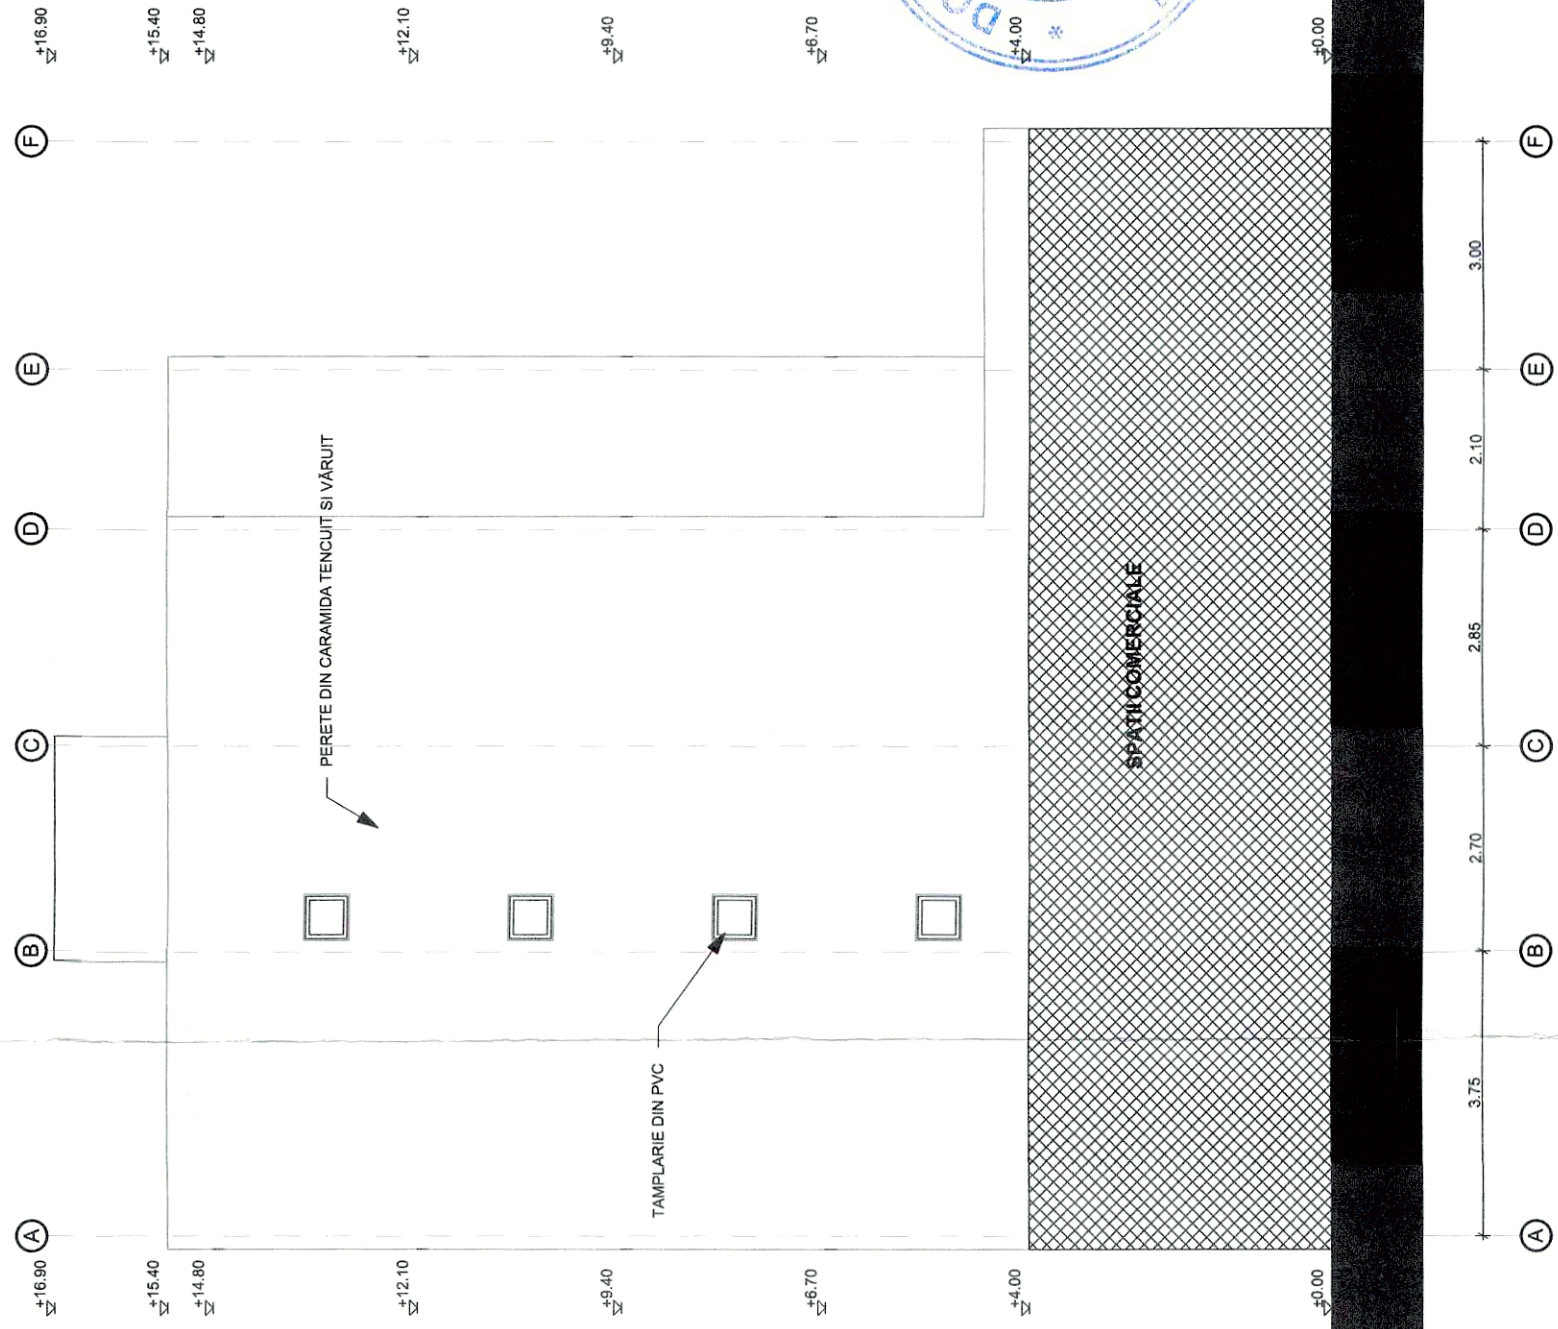 +16.90
+15.40
+14.80
+12.10
+9.40
+6.70
+4.00
±0.00
+16.90
+15.40
+14.80
+12.10
+9.40
+6.70
+4.00
±0.00
A
B
C
D
E
F
PERETE DIN CARAMIDA TENCUIT SI VĂRUIT
TAMPLARIE DIN PVC
SPATII COMERCIALE
3.75
2.70
2.85
2.10
3.00
A
B
C
D
E
F